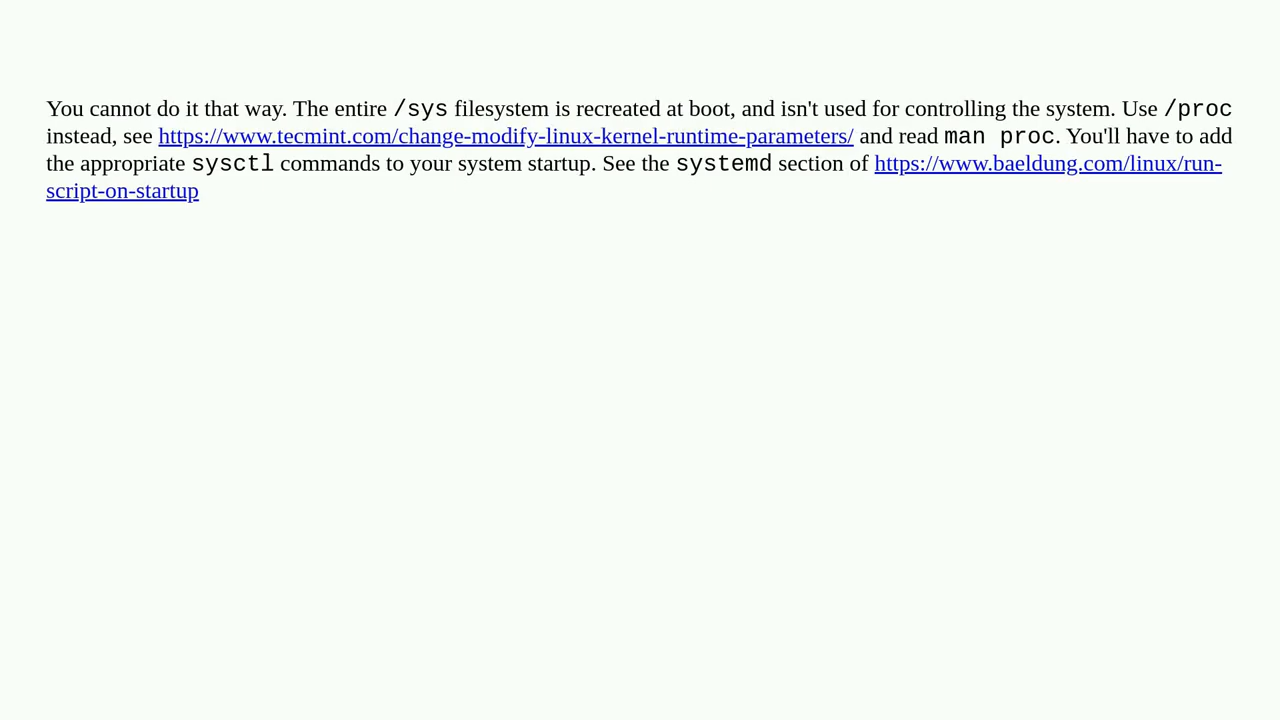 You cannot do it that way. The entire /sys filesystem is recreated at boot, and isn't used for controlling the system. Use /proc
instead, see https://www.tecmint.com/change-modify-linux-kernel-runtime-parameters/ and read man proc. You'll have to add
the appropriate sysctl commands to your system startup. See the systemd section of https://www.baeldung.com/linux/run-
script-on-startup